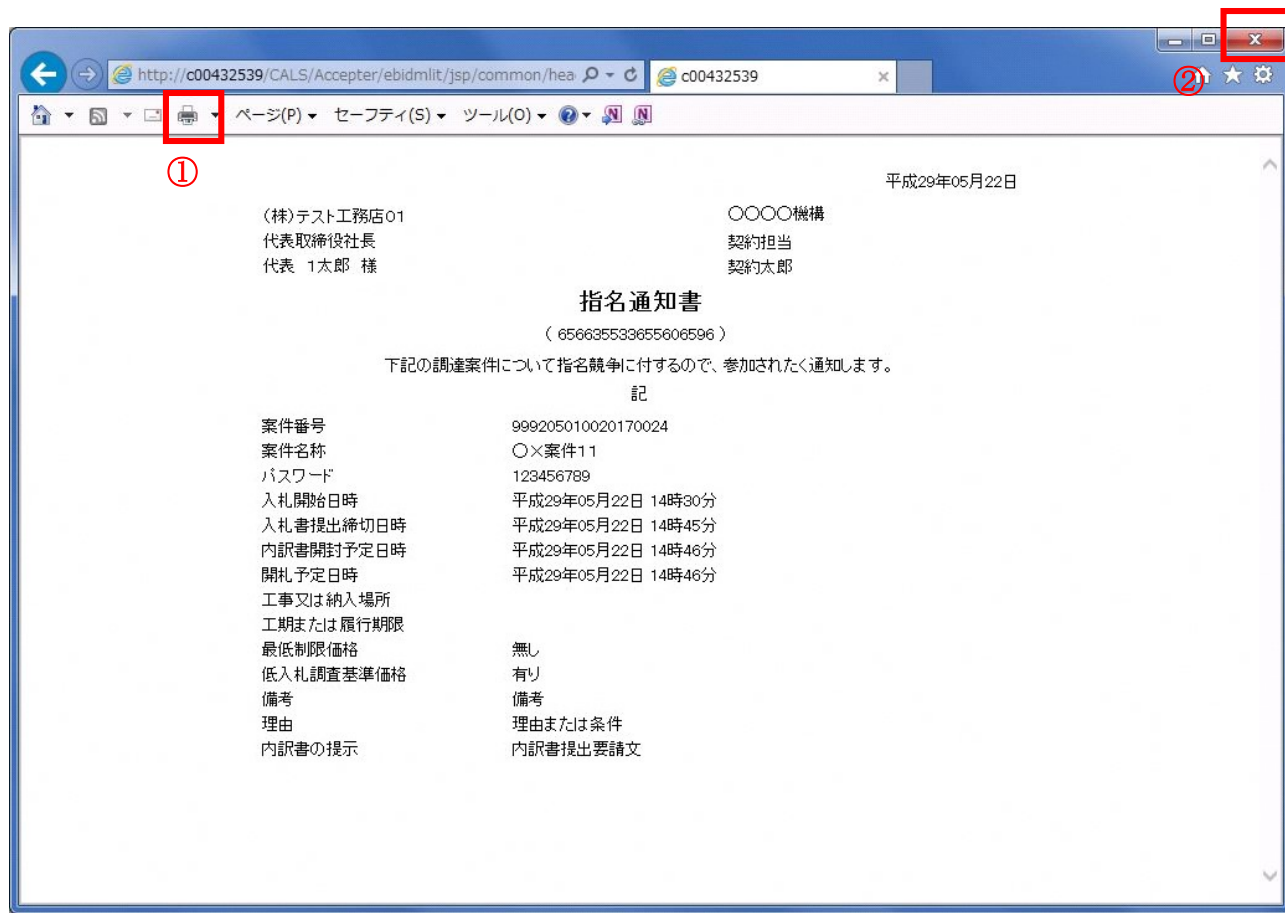 http://c00432539/CALS/Accepter/ebidmlit/jsp/common/hea
c00432539
②
ページ(P)
セーフティ(S)
ツール(O)
①
平成29年05月22日
(株)テスト工務店01
〇〇〇〇機構
代表取締役社長
契約担当
代表 1太郎 様
契約太郎
指名通知書
( 656635533655606596 )
下記の調達案件について指名競争に付するので、参加されたく通知します。
記
案件番号 999205010020170024
案件名称 〇×案件11
パスワード 123456789
入札開始日時 平成29年05月22日 14時30分
入札書提出締切日時 平成29年05月22日 14時45分
内訳書開封予定日時 平成29年05月22日 14時46分
開札予定日時 平成29年05月22日 14時46分
工事又は納入場所
工期または履行期限
最低制限価格 無し
低入札調査基準価格 有り
備考 備考
理由 理由または条件
内訳書の提示 内訳書提出要請文